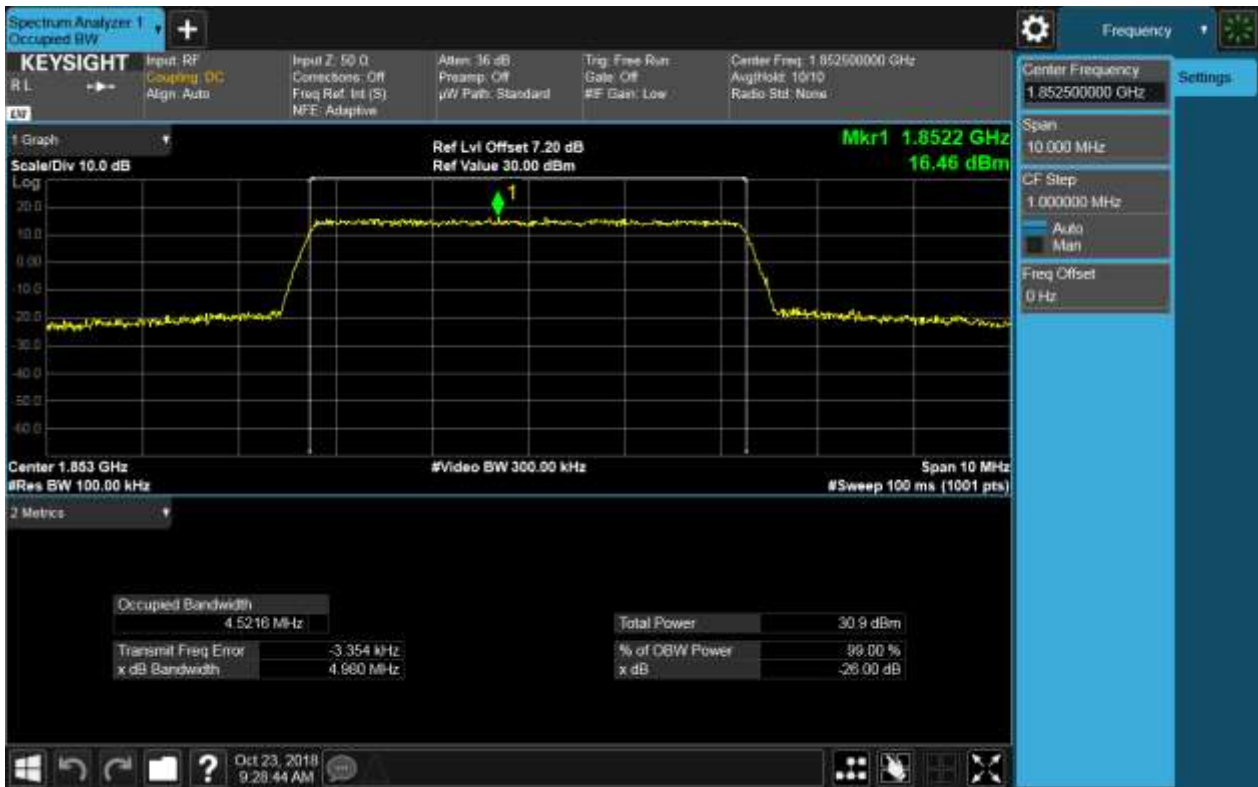 Spectrum Analyzer 1
Occupied BW
+
Frequency
KEYSIGHT
R L
LXI
Input: RF
Coupling: DC
Align: Auto
Input Z: 50 Ω
Corrections: Off
Freq Ref: Int (S)
NFE: Adaptive
Atten: 36 dB
Preamp: Off
µW Path: Standard
Trig: Free Run
Gate: Off
#IF Gain: Low
Center Freq: 1.852500000 GHz
Avg|Hold: 10/10
Radio Std: None
Center Frequency
1.852500000 GHz
Settings
Span
10.000 MHz
CF Step
1.000000 MHz
Auto
Man
Freq Offset
0 Hz
1 Graph
Scale/Div 10.0 dB
Ref Lvl Offset 7.20 dB
Ref Value 30.00 dBm
Mkr1 1.8522 GHz
16.46 dBm
Log
20.0
10.0
0.00
-10.0
-20.0
-30.0
-40.0
-50.0
-60.0
1
Center 1.853 GHz
#Res BW 100.00 kHz
#Video BW 300.00 kHz
Span 10 MHz
#Sweep 100 ms (1001 pts)
2 Metrics
Occupied Bandwidth
4.5216 MHz
Transmit Freq Error -3.354 kHz
x dB Bandwidth 4.980 MHz
Total Power 30.9 dBm
% of OBW Power 99.00 %
x dB -26.00 dB
?
Oct 23, 2018
9:28:44 AM